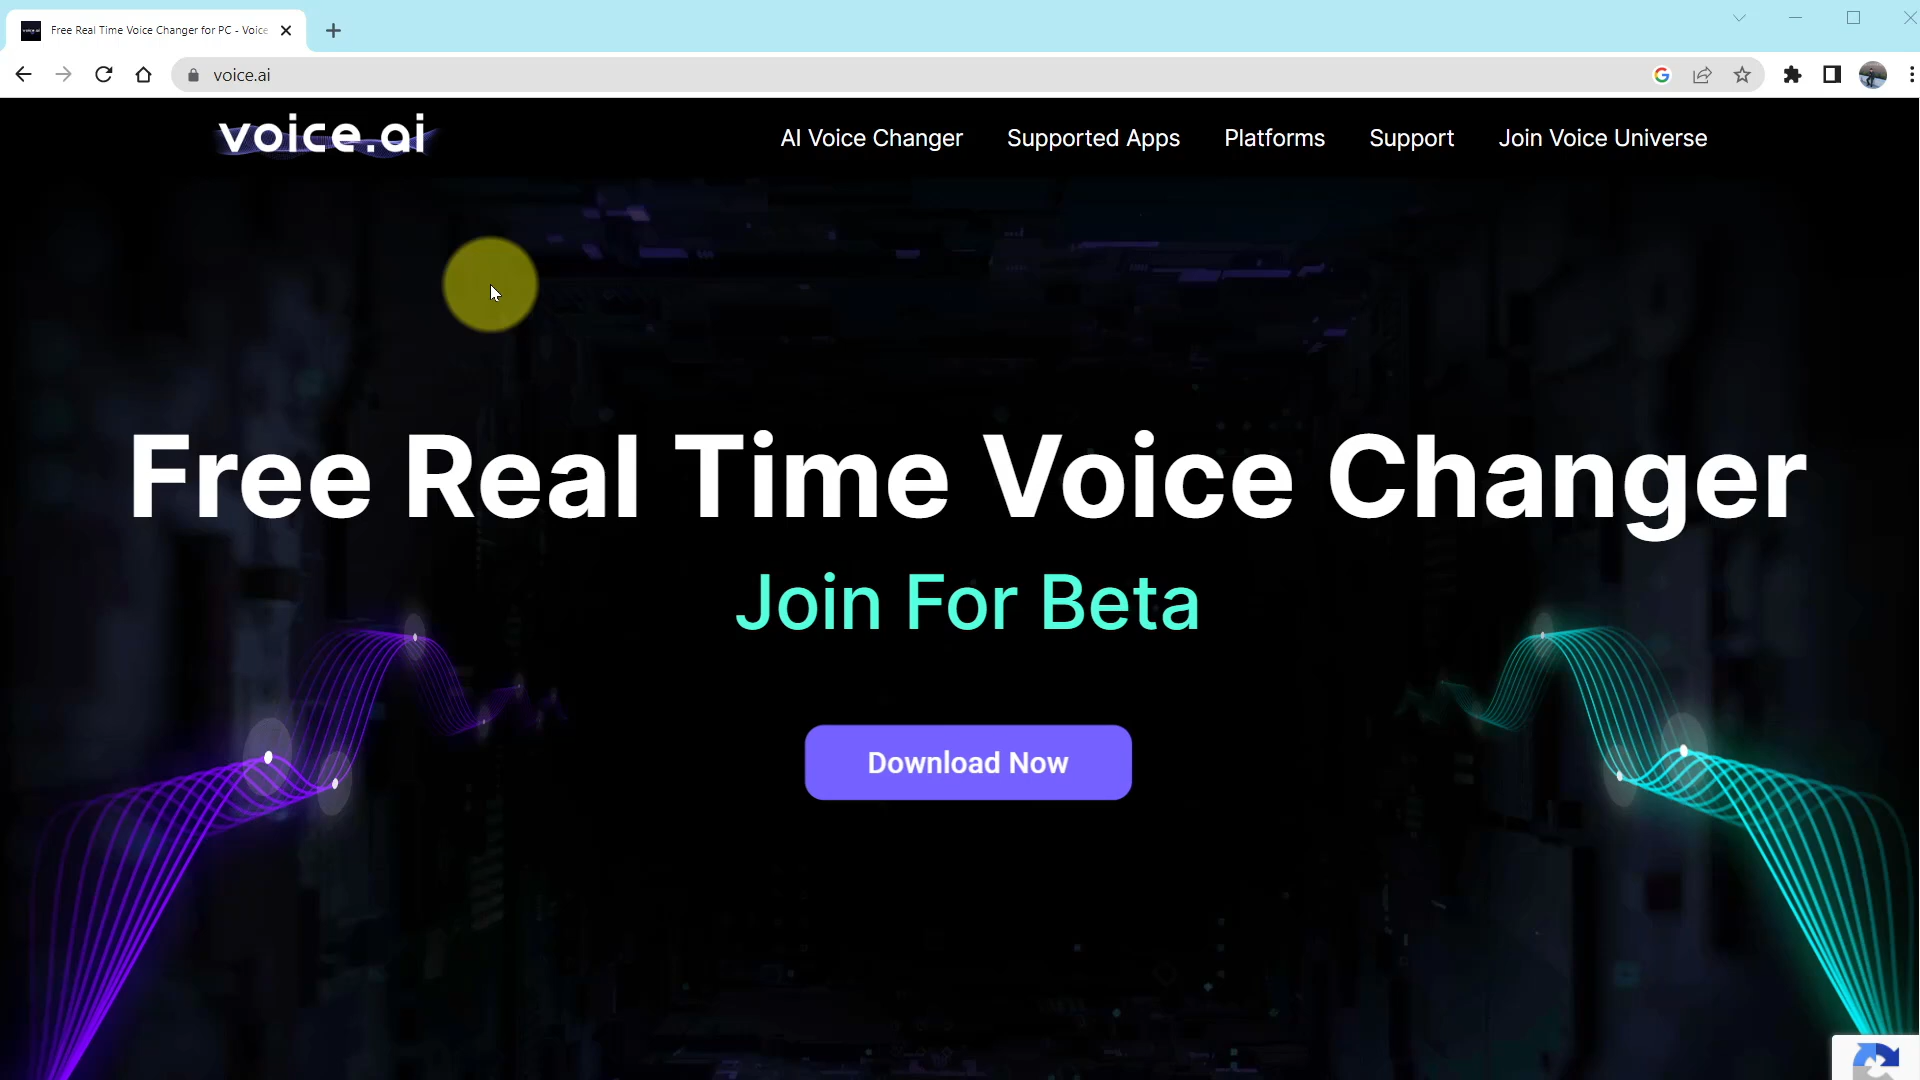 Free Real Time Voice Changer for PC - Voice
voice.ai
voice.ai
AI Voice Changer
Supported Apps
Platforms
Support
Join Voice Universe
Free Real Time Voice Changer
Join For Beta
Download Now